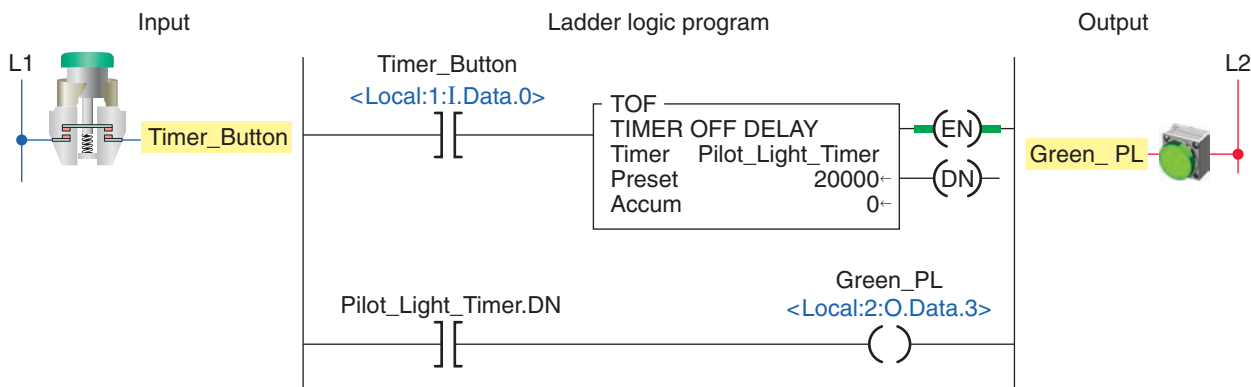 Input
Ladder logic program
Output
L1
L2
Timer_Button
<Local:1:I.Data.0>
Timer_Button
TOF
TIMER OFF DELAY
Timer Pilot_Light_Timer
Preset 20000←
Accum 0←
EN
DN
Green_ PL
Pilot_Light_Timer.DN
Green_PL
<Local:2:O.Data.3>